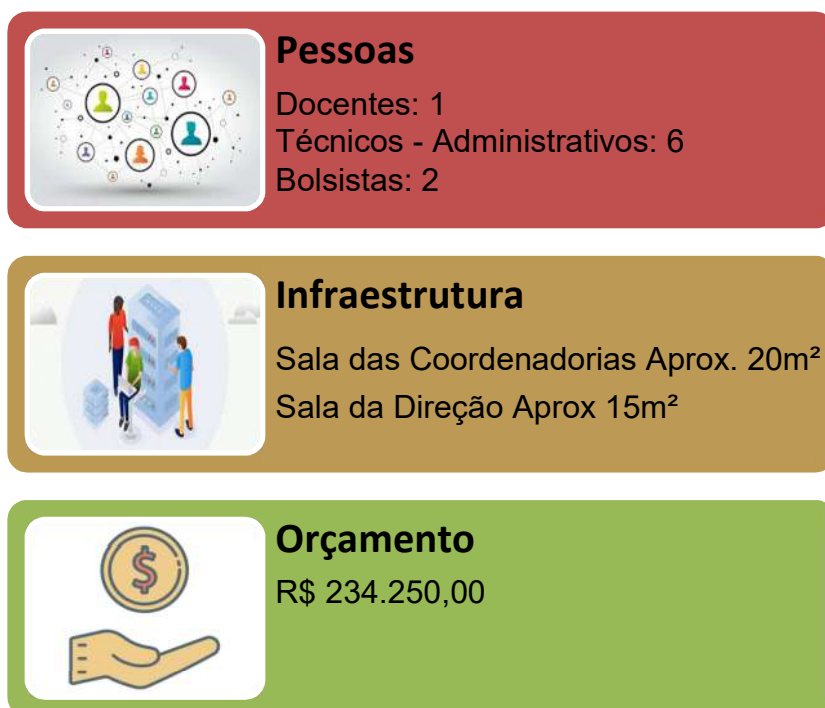 Pessoas
Docentes: 1
Técnicos - Administrativos: 6
Bolsistas: 2
Infraestrutura
Sala das Coordenadorias Aprox. 20m²
Sala da Direção Aprox 15m²
Orçamento
R$ 234.250,00